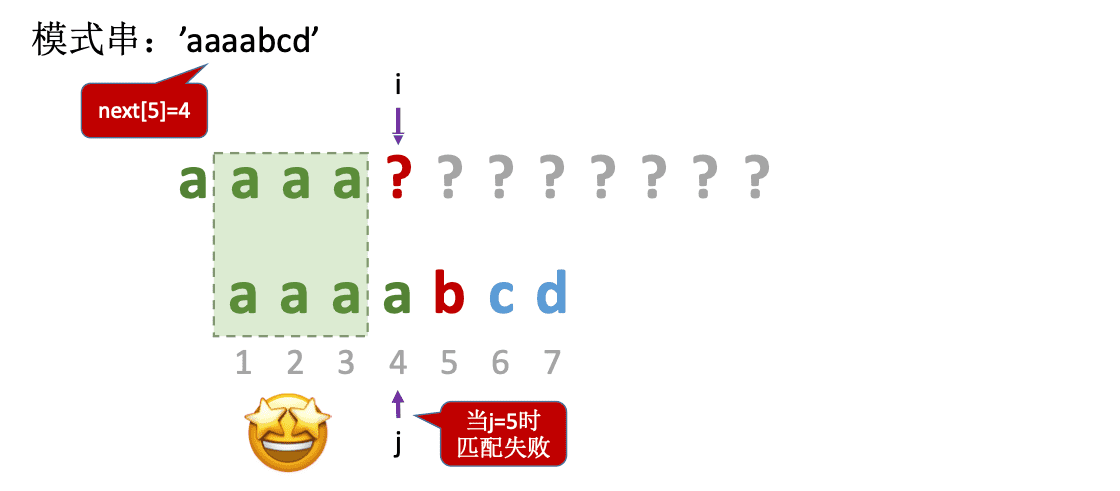 模式串：’aaaabcd’
next[5]=4
i
a a a a ? ? ? ? ? ? ? ?
a a a a b c d
1 2 3 4 5 6 7
当j=5时
匹配失败
j